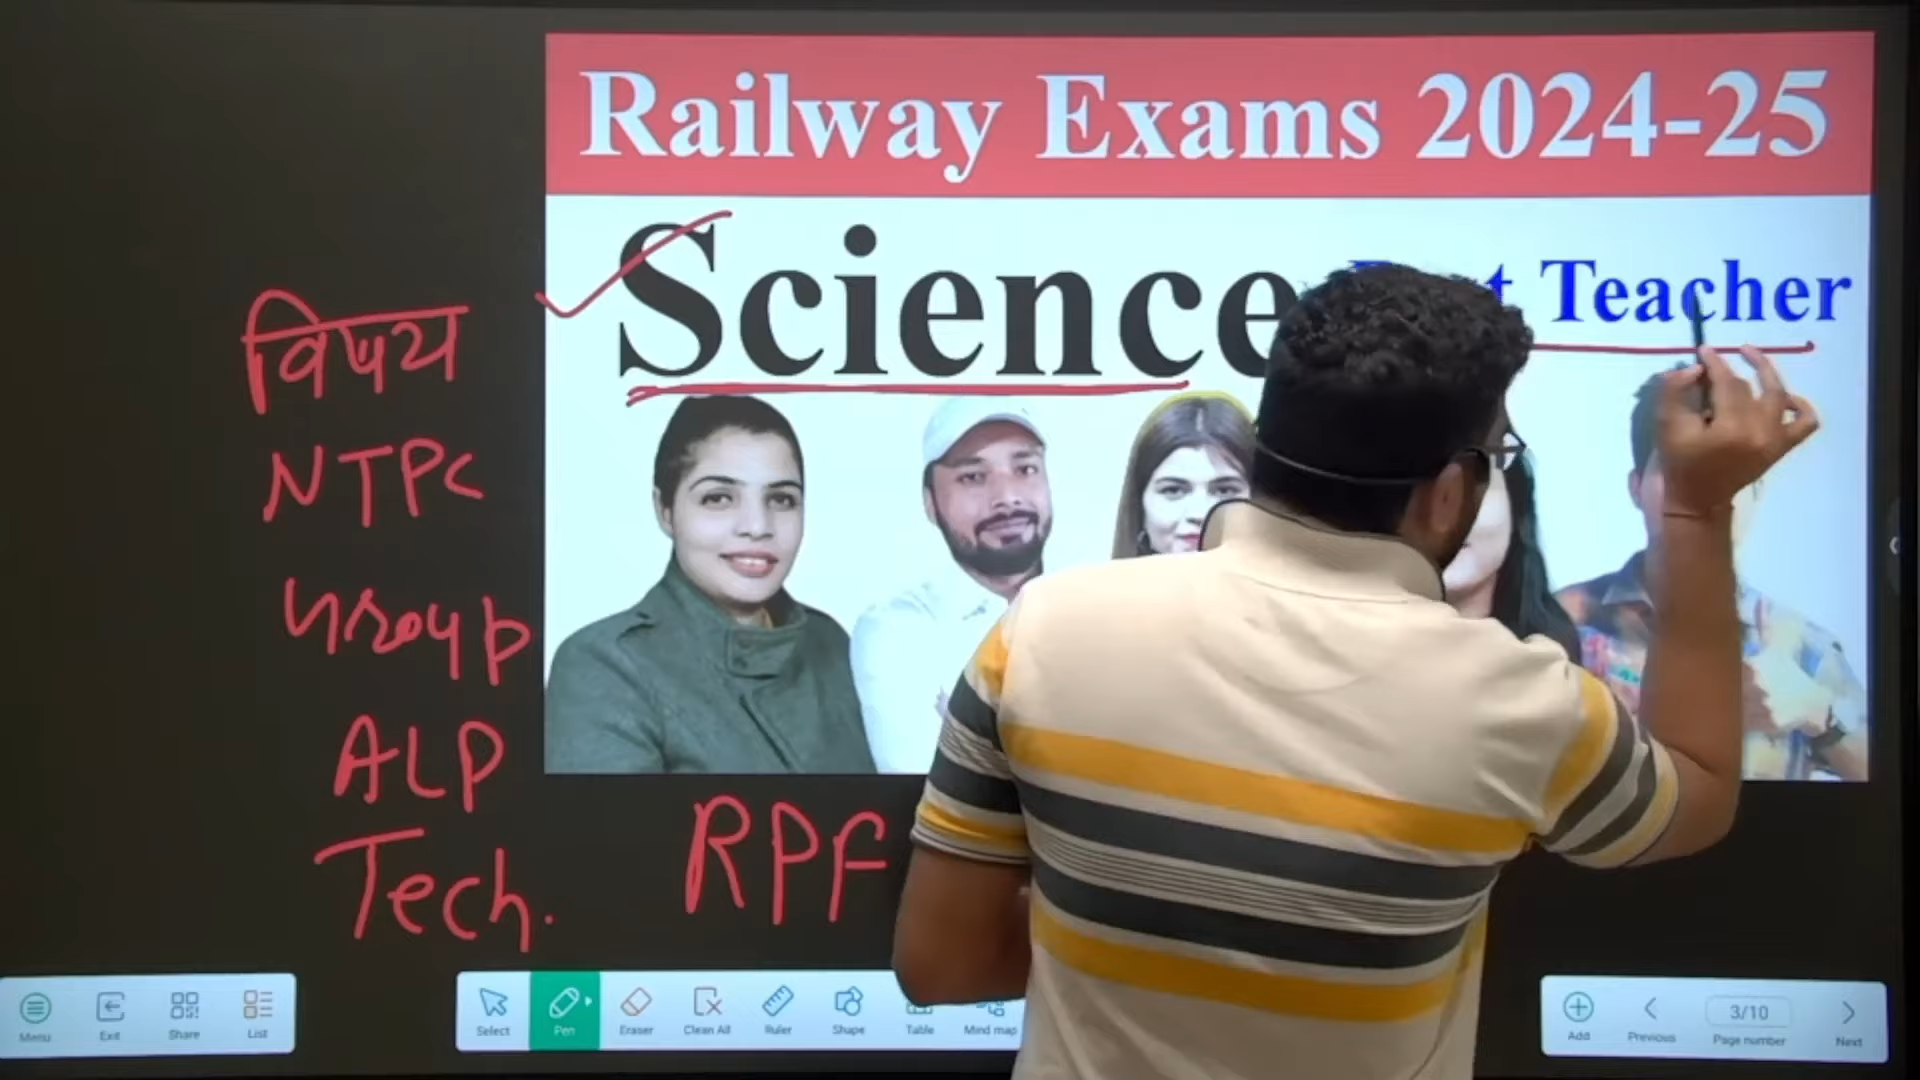 Railway Exams 2024-25
Science
Teacher
विषय
NTPC
Group
ALP
Tech.
RPF
Menu
Exit
Share
List
Select
Pen
Eraser
Clean All
Ruler
Shape
Table
Mind map
Add
Previous
3/10
Page number
Next